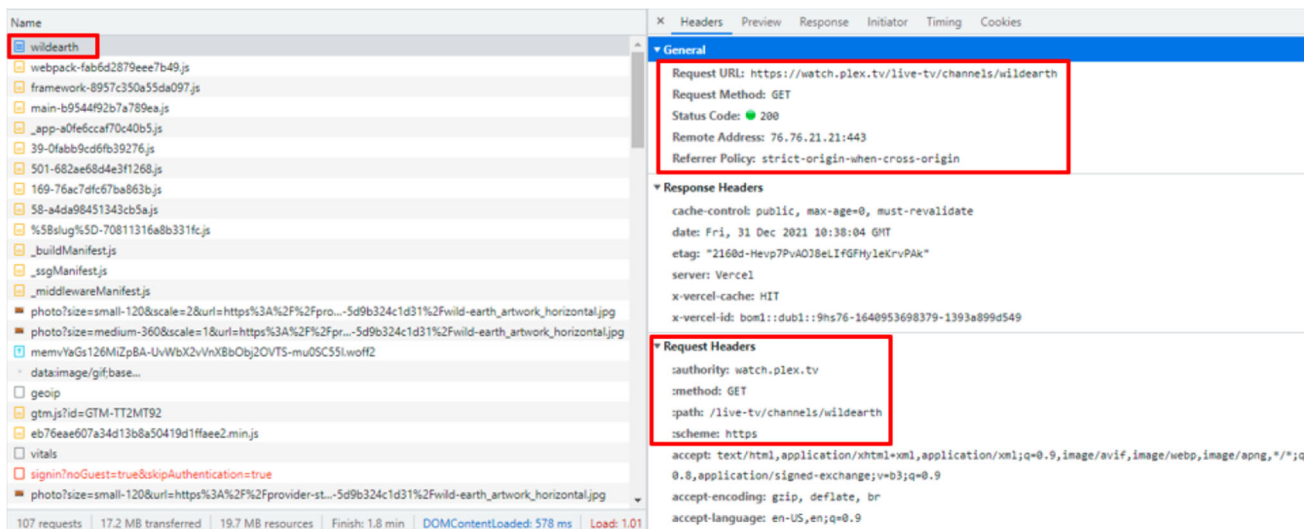 Name
wildearth
webpack-fab6d2879eee7b49.js
framework-8957c350a55da097.js
main-b9544f92b7a789ea.js
_app-a0fe6ccaf70c40b5.js
39-0fabb9cd6fb39276.js
501-682ae68d4e3f1268.js
169-76ac7dfc67ba863b.js
58-a4da98451343cb5a.js
%5Bslug%5D-70811316a8b331fc.js
_buildManifest.js
_ssgManifest.js
_middlewareManifest.js
photo?size=small-120&scale=2&url=https%3A%2F%2Fpro...-5d9b324c1d31%2Fwild-earth_artwork_horizontal.jpg
photo?size=medium-360&scale=1&url=https%3A%2F%2Fpr...-5d9b324c1d31%2Fwild-earth_artwork_horizontal.jpg
memvYaGs126MiZpBA-UvWbX2vVnXBbObj2OVTS-mu0SC55I.woff2
data:image/gif;base...
geoip
gtm.js?id=GTM-TT2MT92
eb76eae607a34d13b8a50419d1ffaee2.min.js
vitals
signin?noGuest=true&skipAuthentication=true
photo?size=small-120&url=https%3A%2F%2Fprovider-st...-5d9b324c1d31%2Fwild-earth_artwork_horizontal.jpg
107 requests 17.2 MB transferred 19.7 MB resources Finish: 1.8 min DOMContentLoaded: 578 ms Load: 1.01
× Headers Preview Response Initiator Timing Cookies
General
Request URL: https://watch.plex.tv/live-tv/channels/wildearth
Request Method: GET
Status Code: 200
Remote Address: 76.76.21.21:443
Referrer Policy: strict-origin-when-cross-origin
Response Headers
cache-control: public, max-age=0, must-revalidate
date: Fri, 31 Dec 2021 10:38:04 GMT
etag: "2160d-Hevp7PvAOJ8eLIfGFHyleKrvPAk"
server: Vercel
x-vercel-cache: HIT
x-vercel-id: bom1::dub1::9hs76-1640953698379-1393a899d549
Request Headers
:authority: watch.plex.tv
:method: GET
:path: /live-tv/channels/wildearth
:scheme: https
accept: text/html,application/xhtml+xml,application/xml;q=0.9,image/avif,image/webp,image/apng,*/*;q
0.8,application/signed-exchange;v=b3;q=0.9
accept-encoding: gzip, deflate, br
accept-language: en-US,en;q=0.9